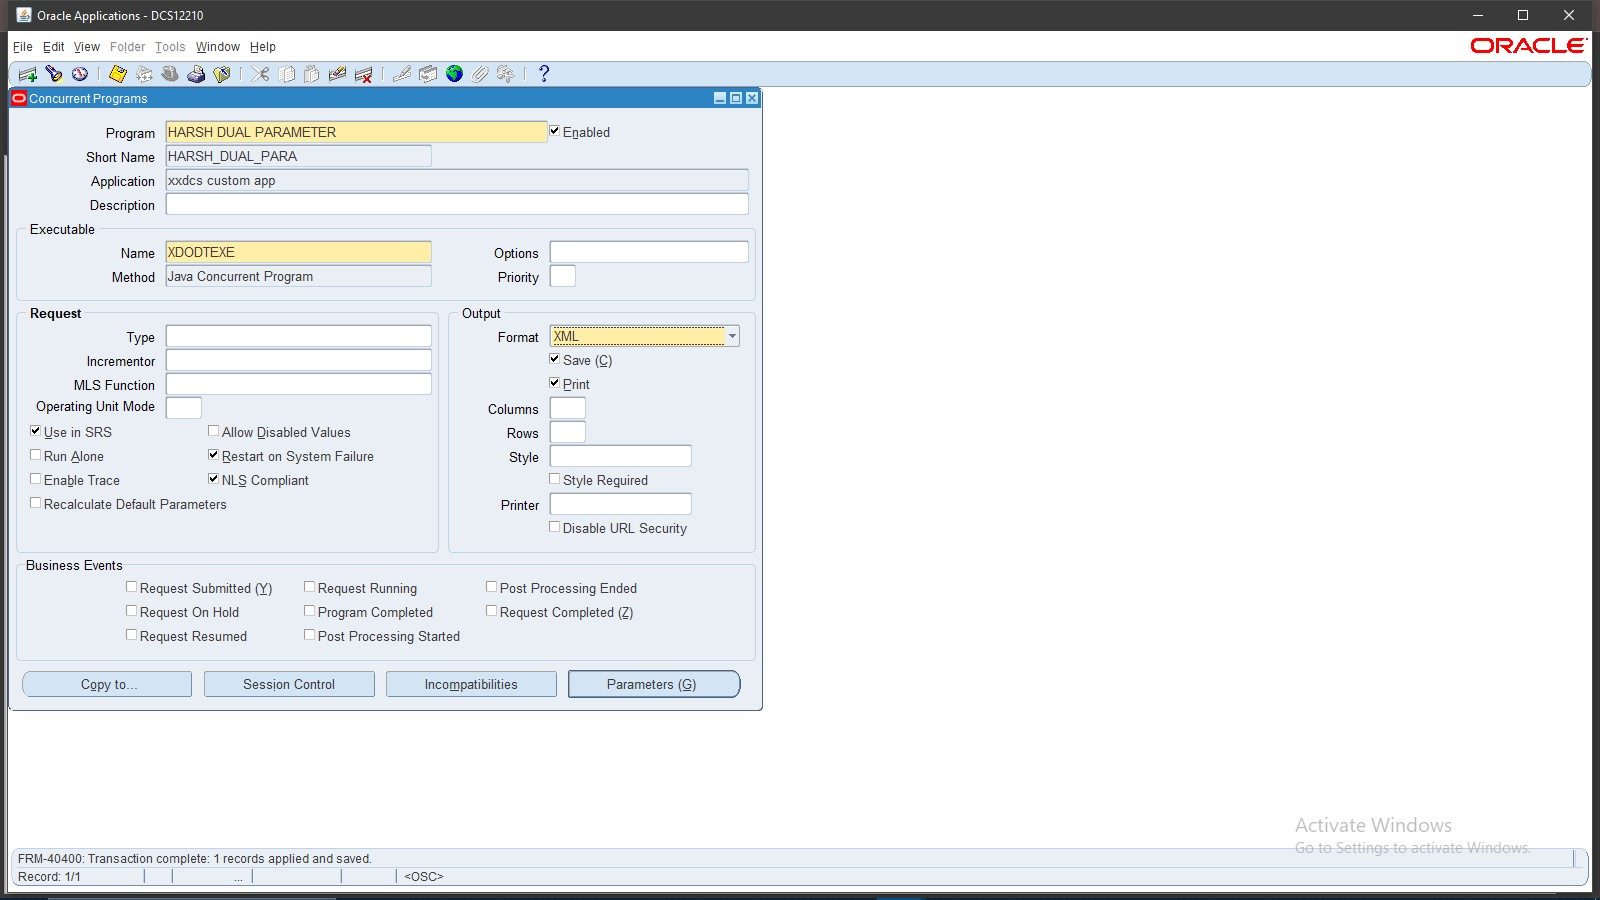 Oracle Applications - DCS12210
File Edit View Folder Tools Window Help
ORACLE
Concurrent Programs
Program HARSH DUAL PARAMETER Enabled
Short Name HARSH_DUAL_PARA
Application xxdcs custom app
Description
Executable
Name XDODTEXE Options
Method Java Concurrent Program Priority
Request
Type
Incrementor
MLS Function
Operating Unit Mode
Use in SRS Allow Disabled Values
Run Alone Restart on System Failure
Enable Trace NLS Compliant
Recalculate Default Parameters
Output
Format XML
Save (C)
Print
Columns
Rows
Style
Style Required
Printer
Disable URL Security
Business Events
Request Submitted (Y) Request Running Post Processing Ended
Request On Hold Program Completed Request Completed (Z)
Request Resumed Post Processing Started
Copy to... Session Control Incompatibilities Parameters (G)
Activate Windows
Go to Settings to activate Windows.
FRM-40400: Transaction complete: 1 records applied and saved.
Record: 1/1 ... <OSC>